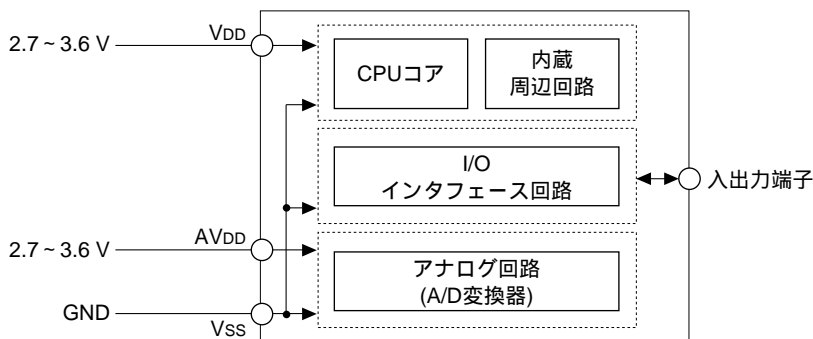 2.7 ~ 3.6 V
VDD
CPUコア
内蔵
周辺回路
I/O
インタフェース回路
入出力端子
2.7 ~ 3.6 V
AVDD
アナログ回路
(A/D変換器)
GND
VSS